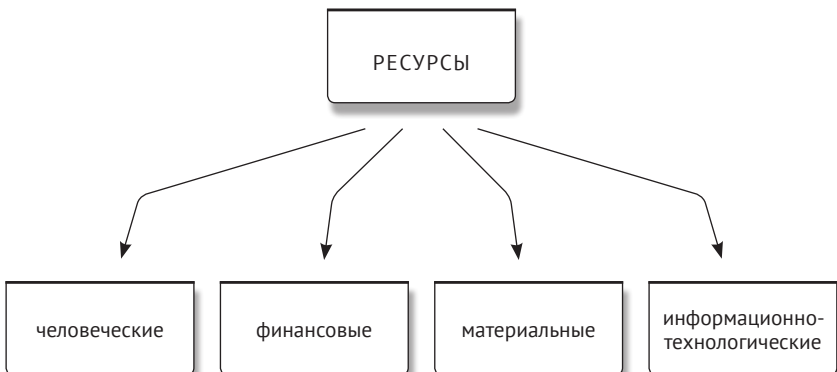 РЕСУРСЫ
человеческие
финансовые
материальные
информационно-
технологические